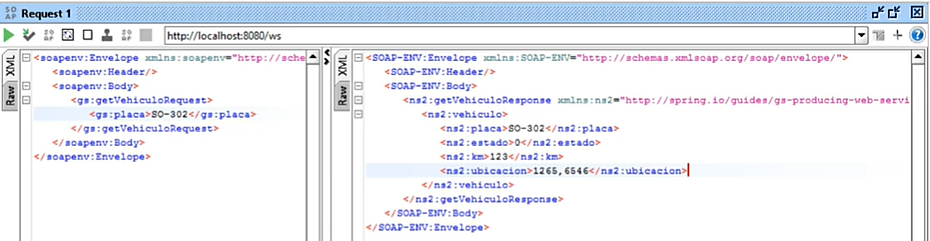 SO AP Request 1
http://localhost:8080/ws
XML
Raw
<soapenv:Envelope xmlns:soapenv="http://sche
<soapenv:Header/>
<soapenv:Body>
<gs:getVehiculoRequest>
<gs:placa>SO-302</gs:placa>
</gs:getVehiculoRequest>
</soapenv:Body>
</soapenv:Envelope>
XML
Raw
<SOAP-ENV:Envelope xmlns:SOAP-ENV="http://schemas.xmlsoap.org/soap/envelope/">
<SOAP-ENV:Header/>
<SOAP-ENV:Body>
<ns2:getVehiculoResponse xmlns:ns2="http://spring.io/guides/gs-producing-web-servi
<ns2:vehiculo>
<ns2:placa>SO-302</ns2:placa>
<ns2:estado>0</ns2:estado>
<ns2:km>123</ns2:km>
<ns2:ubicacion>1265,6546</ns2:ubicacion>
</ns2:vehiculo>
</ns2:getVehiculoResponse>
</SOAP-ENV:Body>
</SOAP-ENV:Envelope>